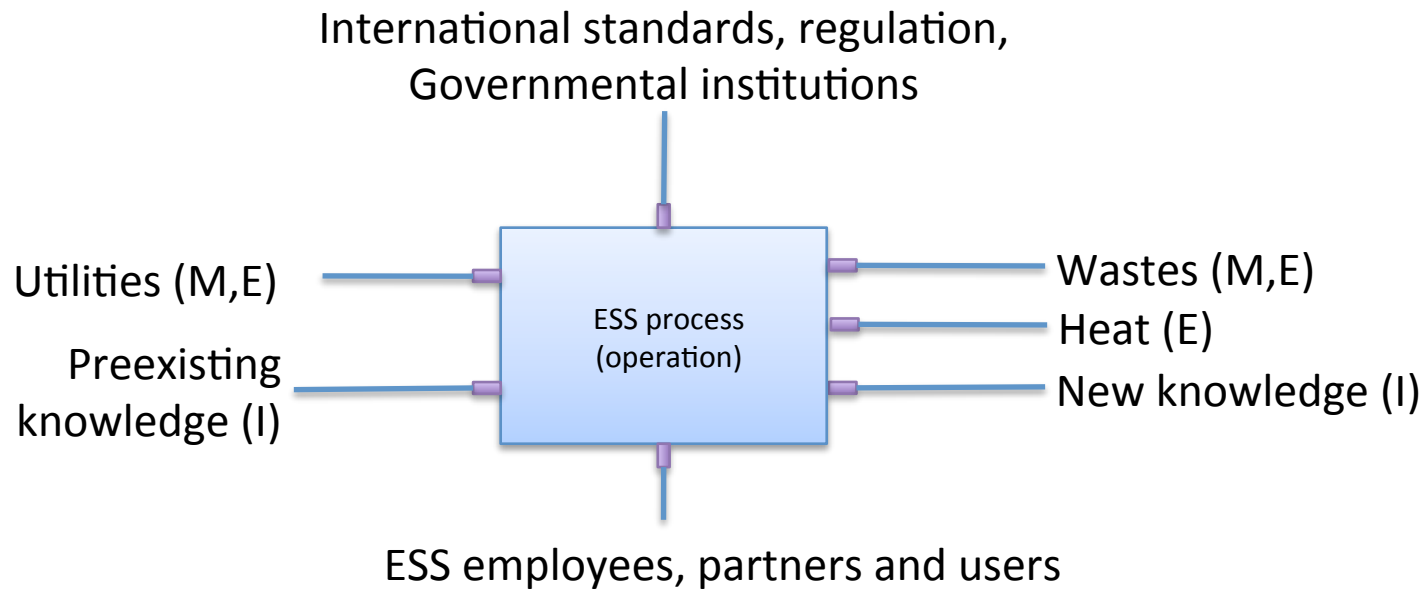 International standards, regulation,
Governmental institutions
Utilities (M,E)
Preexisting
knowledge (I)
ESS process
(operation)
Wastes (M,E)
Heat (E)
New knowledge (I)
ESS employees, partners and users